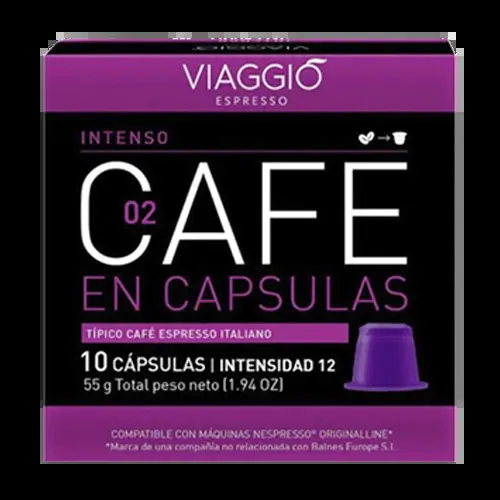 VIAGGIO
ESPRESSO
INTENSO
02
CAFE
EN CAPSULAS
TÍPICO CAFÉ ESPRESSO ITALIANO
10 CÁPSULAS | INTENSIDAD 12
55 g Total peso neto (1.94 OZ)
COMPATIBLE CON MÁQUINAS NESPRESSO® ORIGINALLINE*
*Marca de una compañía no relacionada con Balnes Europe S.L.